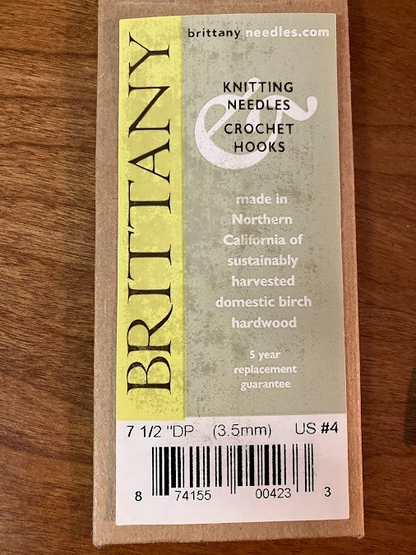 brittany needles.com
BRITTANY
KNITTING
NEEDLES
&
CROCHET
HOOKS
made in
Northern
California of
sustainably
harvested
domestic birch
hardwood
5 year
replacement
guarantee
7 1/2 "DP (3.5mm) US #4
8 74155 00423 3